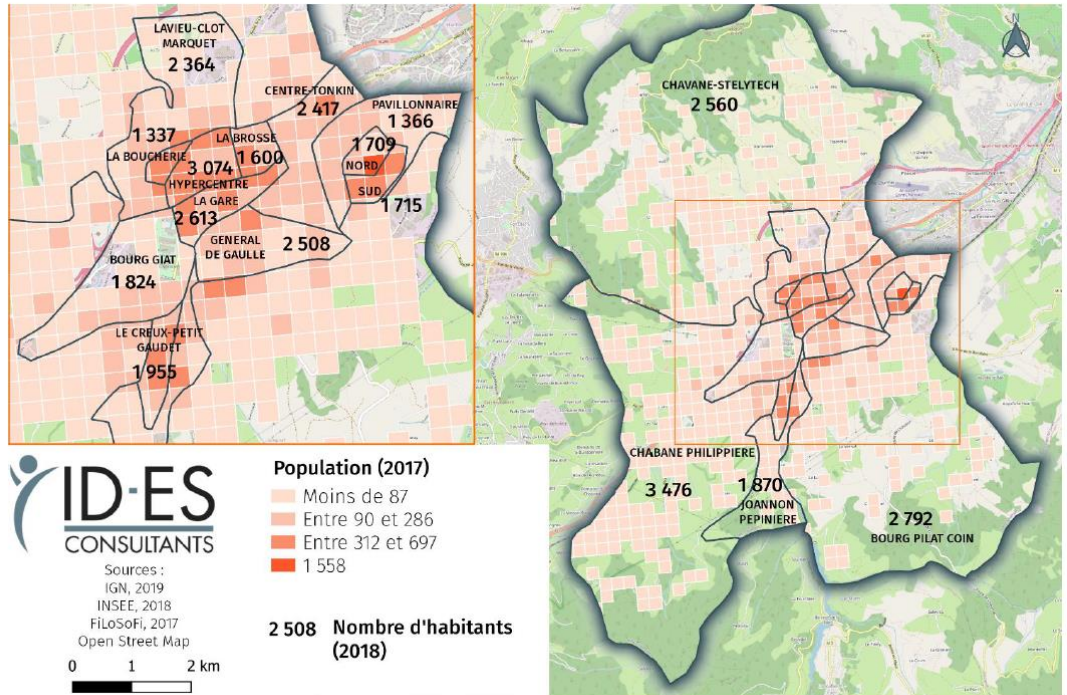 LAVIEU-CLOT
MARQUET
2 364
CENTRE-TONKIN
2 417
PAVILLONNAIRE
1 366
1 337
LA BROSSE
1 600
1 709
LA BOUCHERIE
3 074
NORD
HYPERCENTRE
LA GARE
SUD
2 613
1 715
GENERAL
DE GAULLE
2 508
BOURG GIAT
1 824
LE CREUX-PETIT
GAUDET
1 955
N
CHAVANE-STELYTECH
2 560
CHABANE PHILIPPIERE
3 476
1 870
JOANNON
PEPINIERE
2 792
BOURG PILAT COIN
ID-ES
CONSULTANTS
Sources :
IGN, 2019
INSEE, 2018
FiLoSoFi, 2017
Open Street Map
0 1 2 km
Population (2017)
Moins de 87
Entre 90 et 286
Entre 312 et 697
1 558
2 508 Nombre d'habitants
(2018)